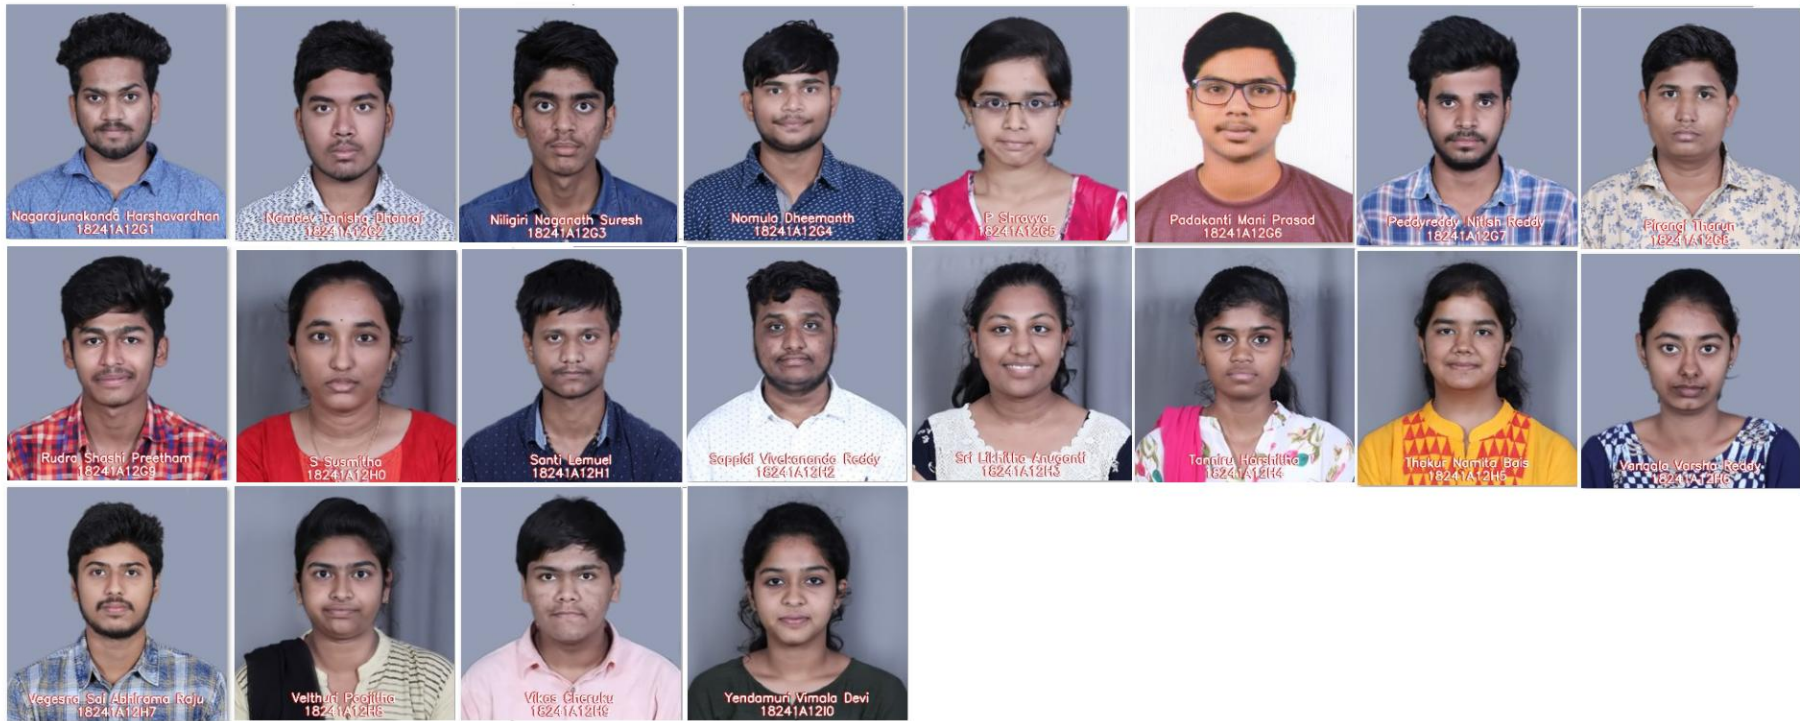 Nagarajunakonda Harshavardhan
18241A12G1
Namdev Tanisha Dhanraj
18241A12G2
Niligiri Naganath Suresh
18241A12G3
Nomula Dheemanth
18241A12G4
P Shravya
18241A12G5
Padakanti Mani Prasad
18241A12G6
Peddyreddy Nitish Reddy
18241A12G7
Pirangi Tharun
18241A12G8
Rudra Shashi Preetham
18241A12G9
S Susmitha
18241A12H0
Santi Lemuel
18241A12H1
Sappidi Vivekananda Reddy
18241A12H2
Sri Likhitha Anuganti
18241A12H3
Tanniru Harshitha
18241A12H4
Thakur Namita Bais
18241A12H5
Vangala Varsha Reddy
18241A12H6
Vegesna Sai Abhirama Raju
18241A12H7
Velthuri Poojitha
18241A12H8
Vikas Cheruku
18241A12H9
Yendamuri Vimala Devi
18241A12I0